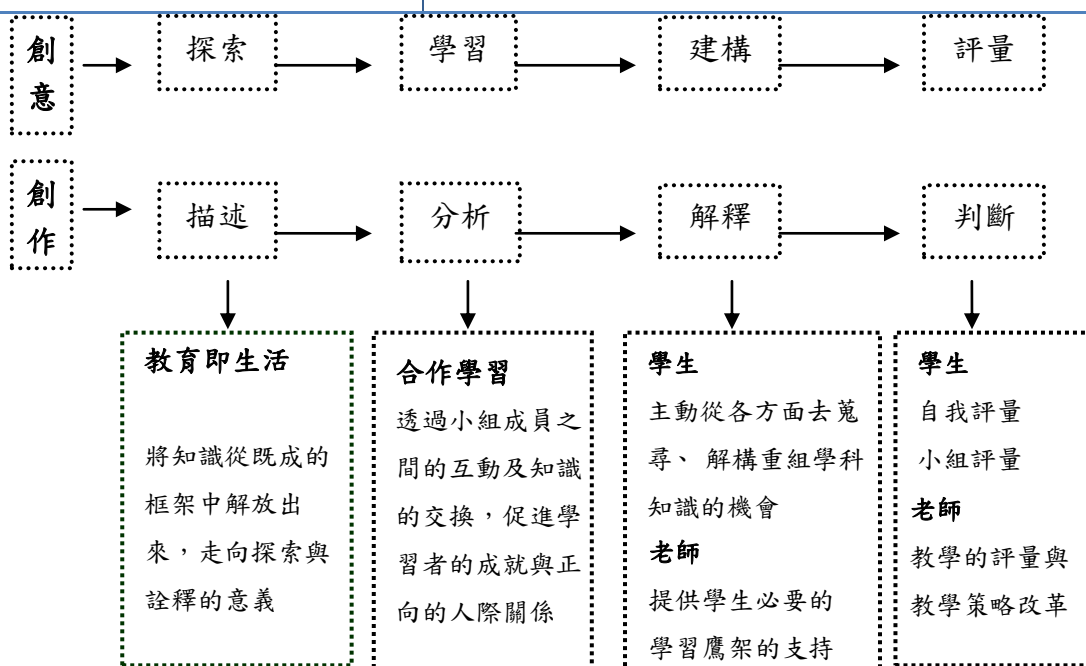 創
意
探索
學習
建構
評量
創
作
描述
分析
解釋
判斷
教育即生活
將知識從既成的
框架中解放出
來，走向探索與
詮釋的意義
合作學習
透過小組成員之
間的互動及知識
的交換，促進學
習者的成就與正
向的人際關係
學生
主動從各方面去蒐
尋、 解構重組學科
知識的機會
老師
提供學生必要的
學習鷹架的支持
學生
自我評量
小組評量
老師
教學的評量與
教學策略改革